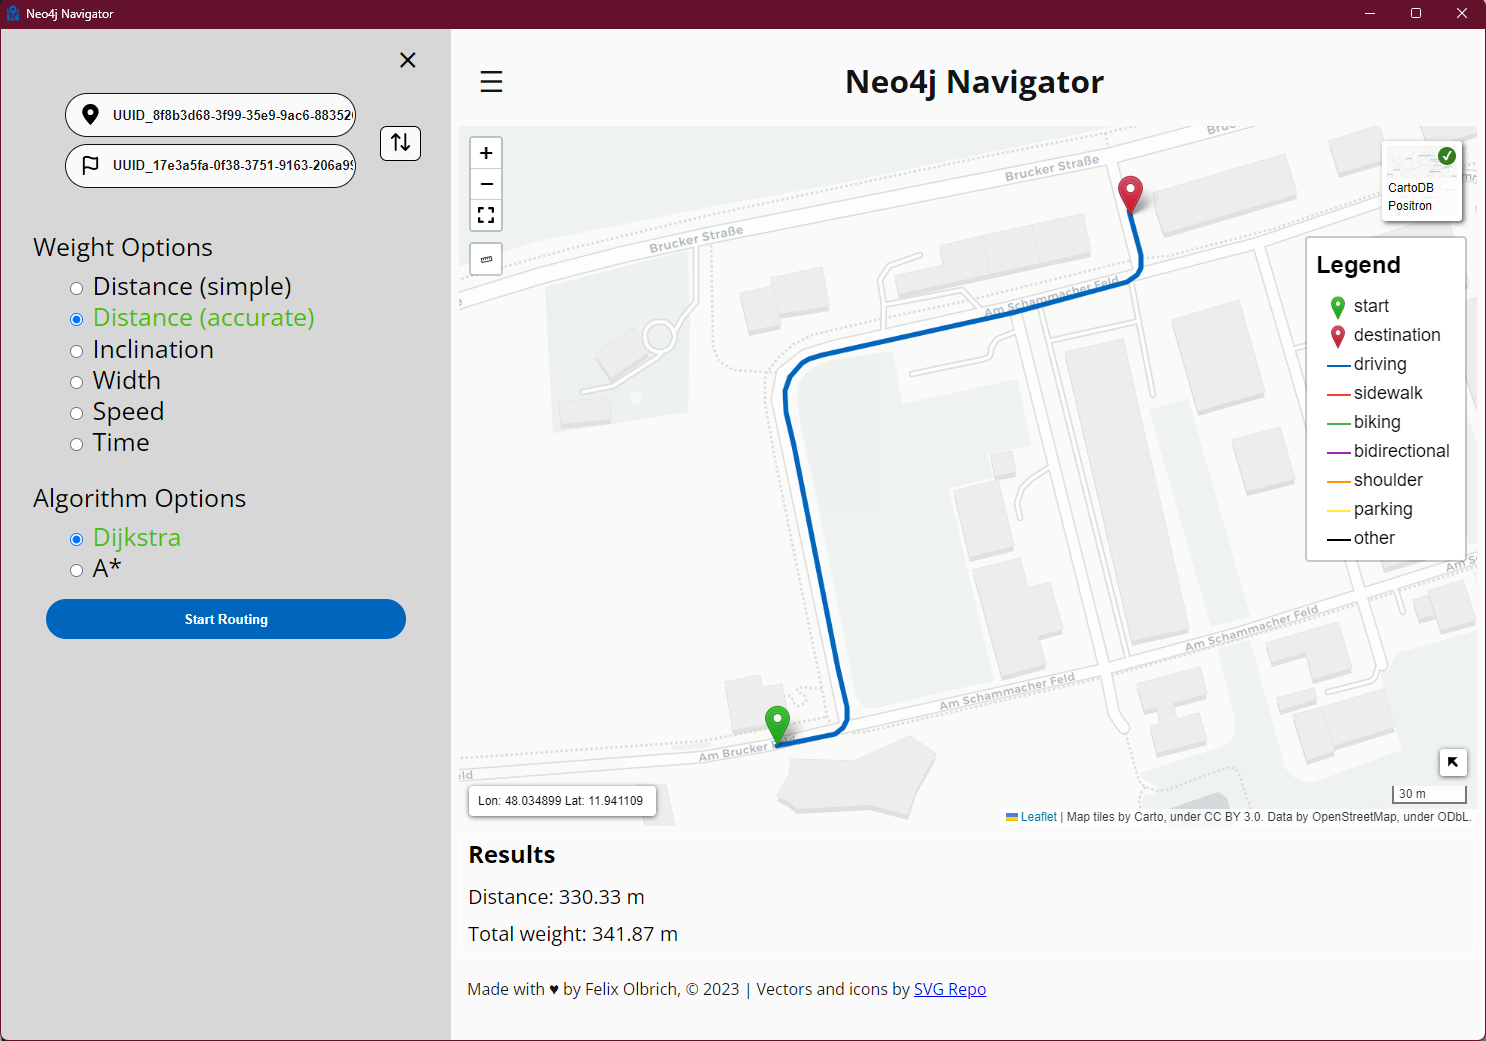 Neo4j Navigator
UUID_8f8b3d68-3f99-35e9-9ac6-88352
UUID_17e3a5fa-0f38-3751-9163-206a9
Weight Options
Distance (simple)
Distance (accurate)
Inclination
Width
Speed
Time
Algorithm Options
Dijkstra
A*
Start Routing
Neo4j Navigator
+
−
Brucker Straße
Brucker Straße
Am Schammacher Feld
Am Schammacher Feld
Am Schammacher Feld
Am Brucker
CartoDB
Positron
Legend
start
destination
driving
sidewalk
biking
bidirectional
shoulder
parking
other
Lon: 48.034899 Lat: 11.941109
30 m
Leaflet | Map tiles by Carto, under CC BY 3.0. Data by OpenStreetMap, under ODbL.
Results
Distance: 330.33 m
Total weight: 341.87 m
Made with ♥ by Felix Olbrich, © 2023 | Vectors and icons by SVG Repo